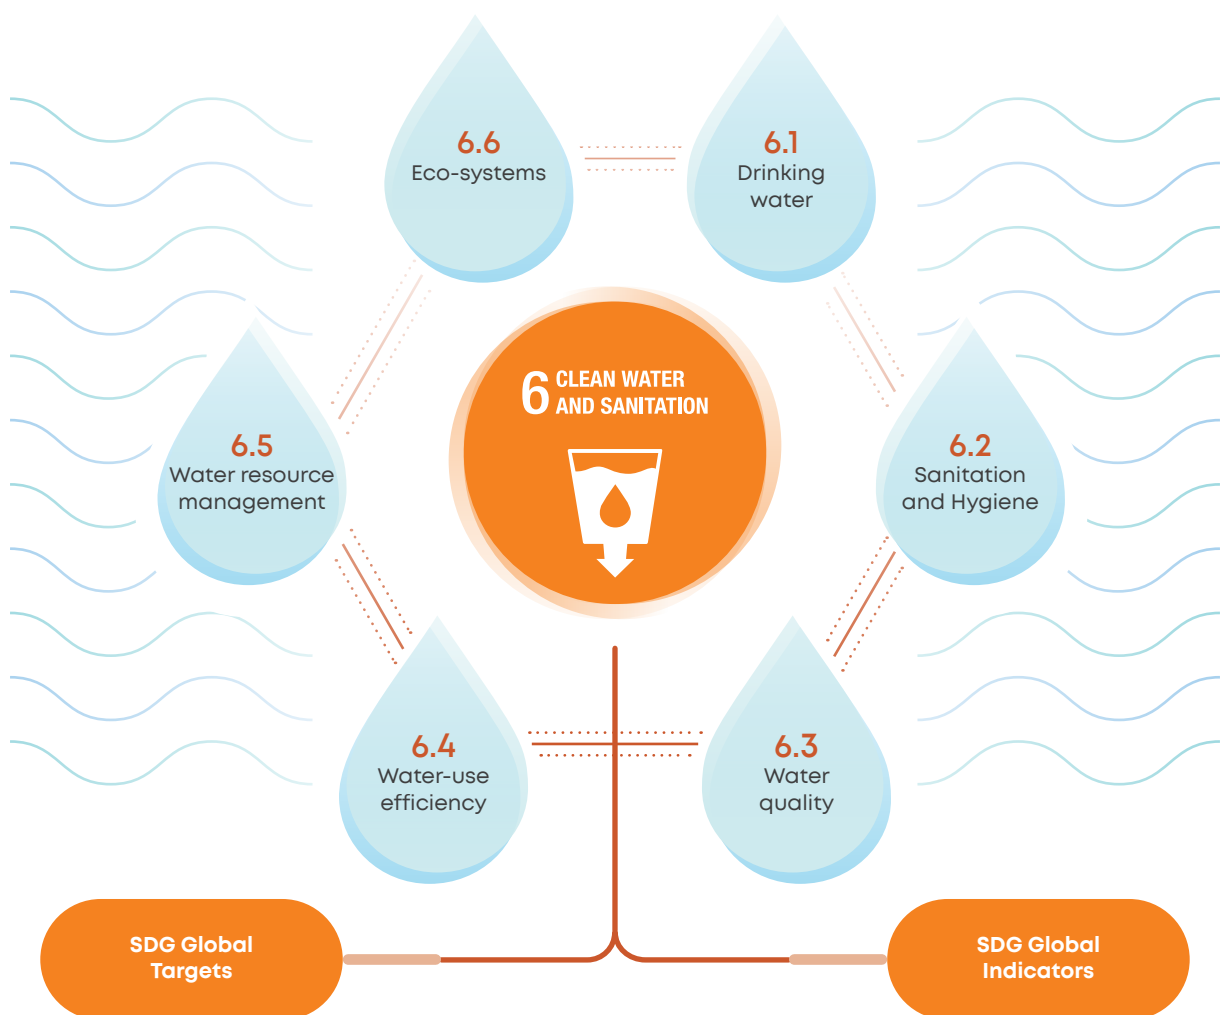 6.6
Eco-systems
6.1
Drinking
water
6 CLEAN WATER
AND SANITATION
6.5
Water resource
management
6.2
Sanitation
and Hygiene
6.4
Water-use
efficiency
6.3
Water
quality
SDG Global
Targets
SDG Global
Indicators